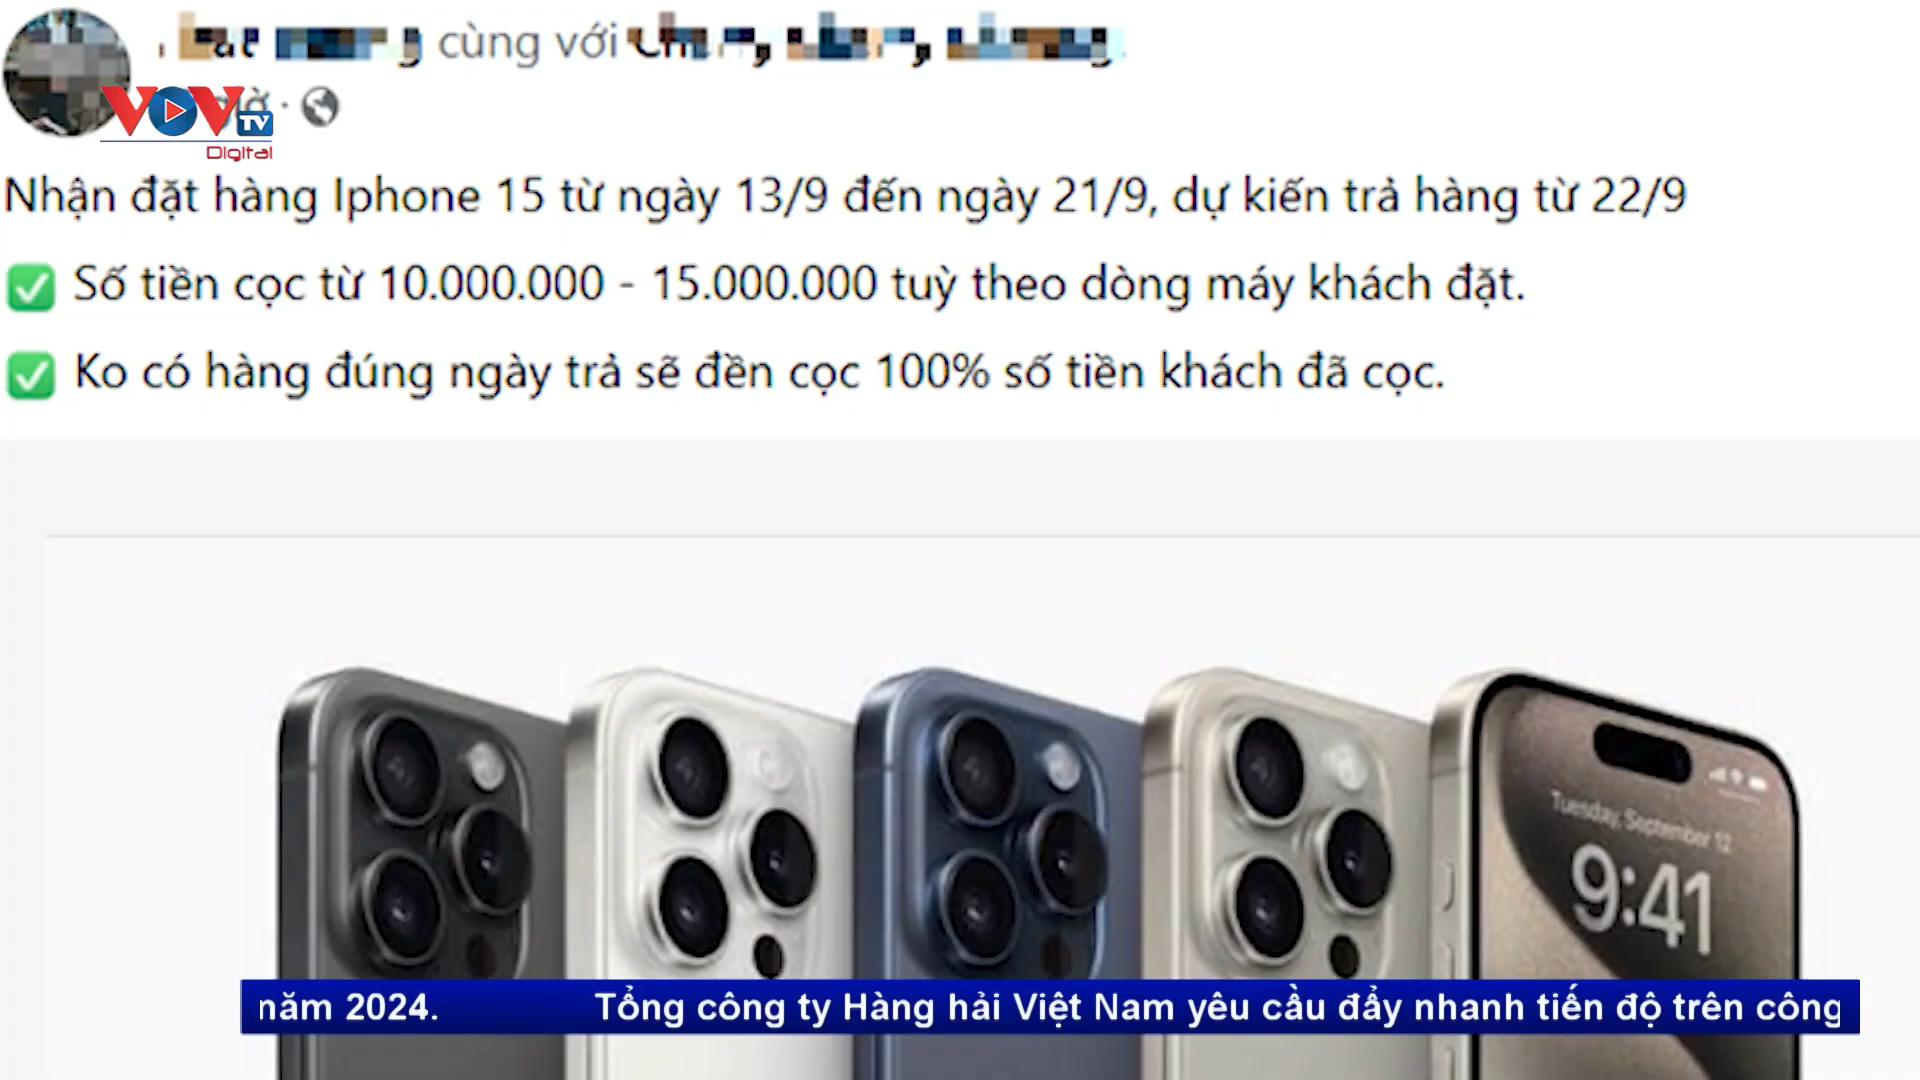 cùng với
VOV TV
Digital
Nhận đặt hàng Iphone 15 từ ngày 13/9 đến ngày 21/9, dự kiến trả hàng từ 22/9
✅ Số tiền cọc từ 10.000.000 - 15.000.000 tuỳ theo dòng máy khách đặt.
✅ Ko có hàng đúng ngày trả sẽ đền cọc 100% số tiền khách đã cọc.
Tuesday, September 12
9:41
năm 2024. Tổng công ty Hàng hải Việt Nam yêu cầu đẩy nhanh tiến độ trên công